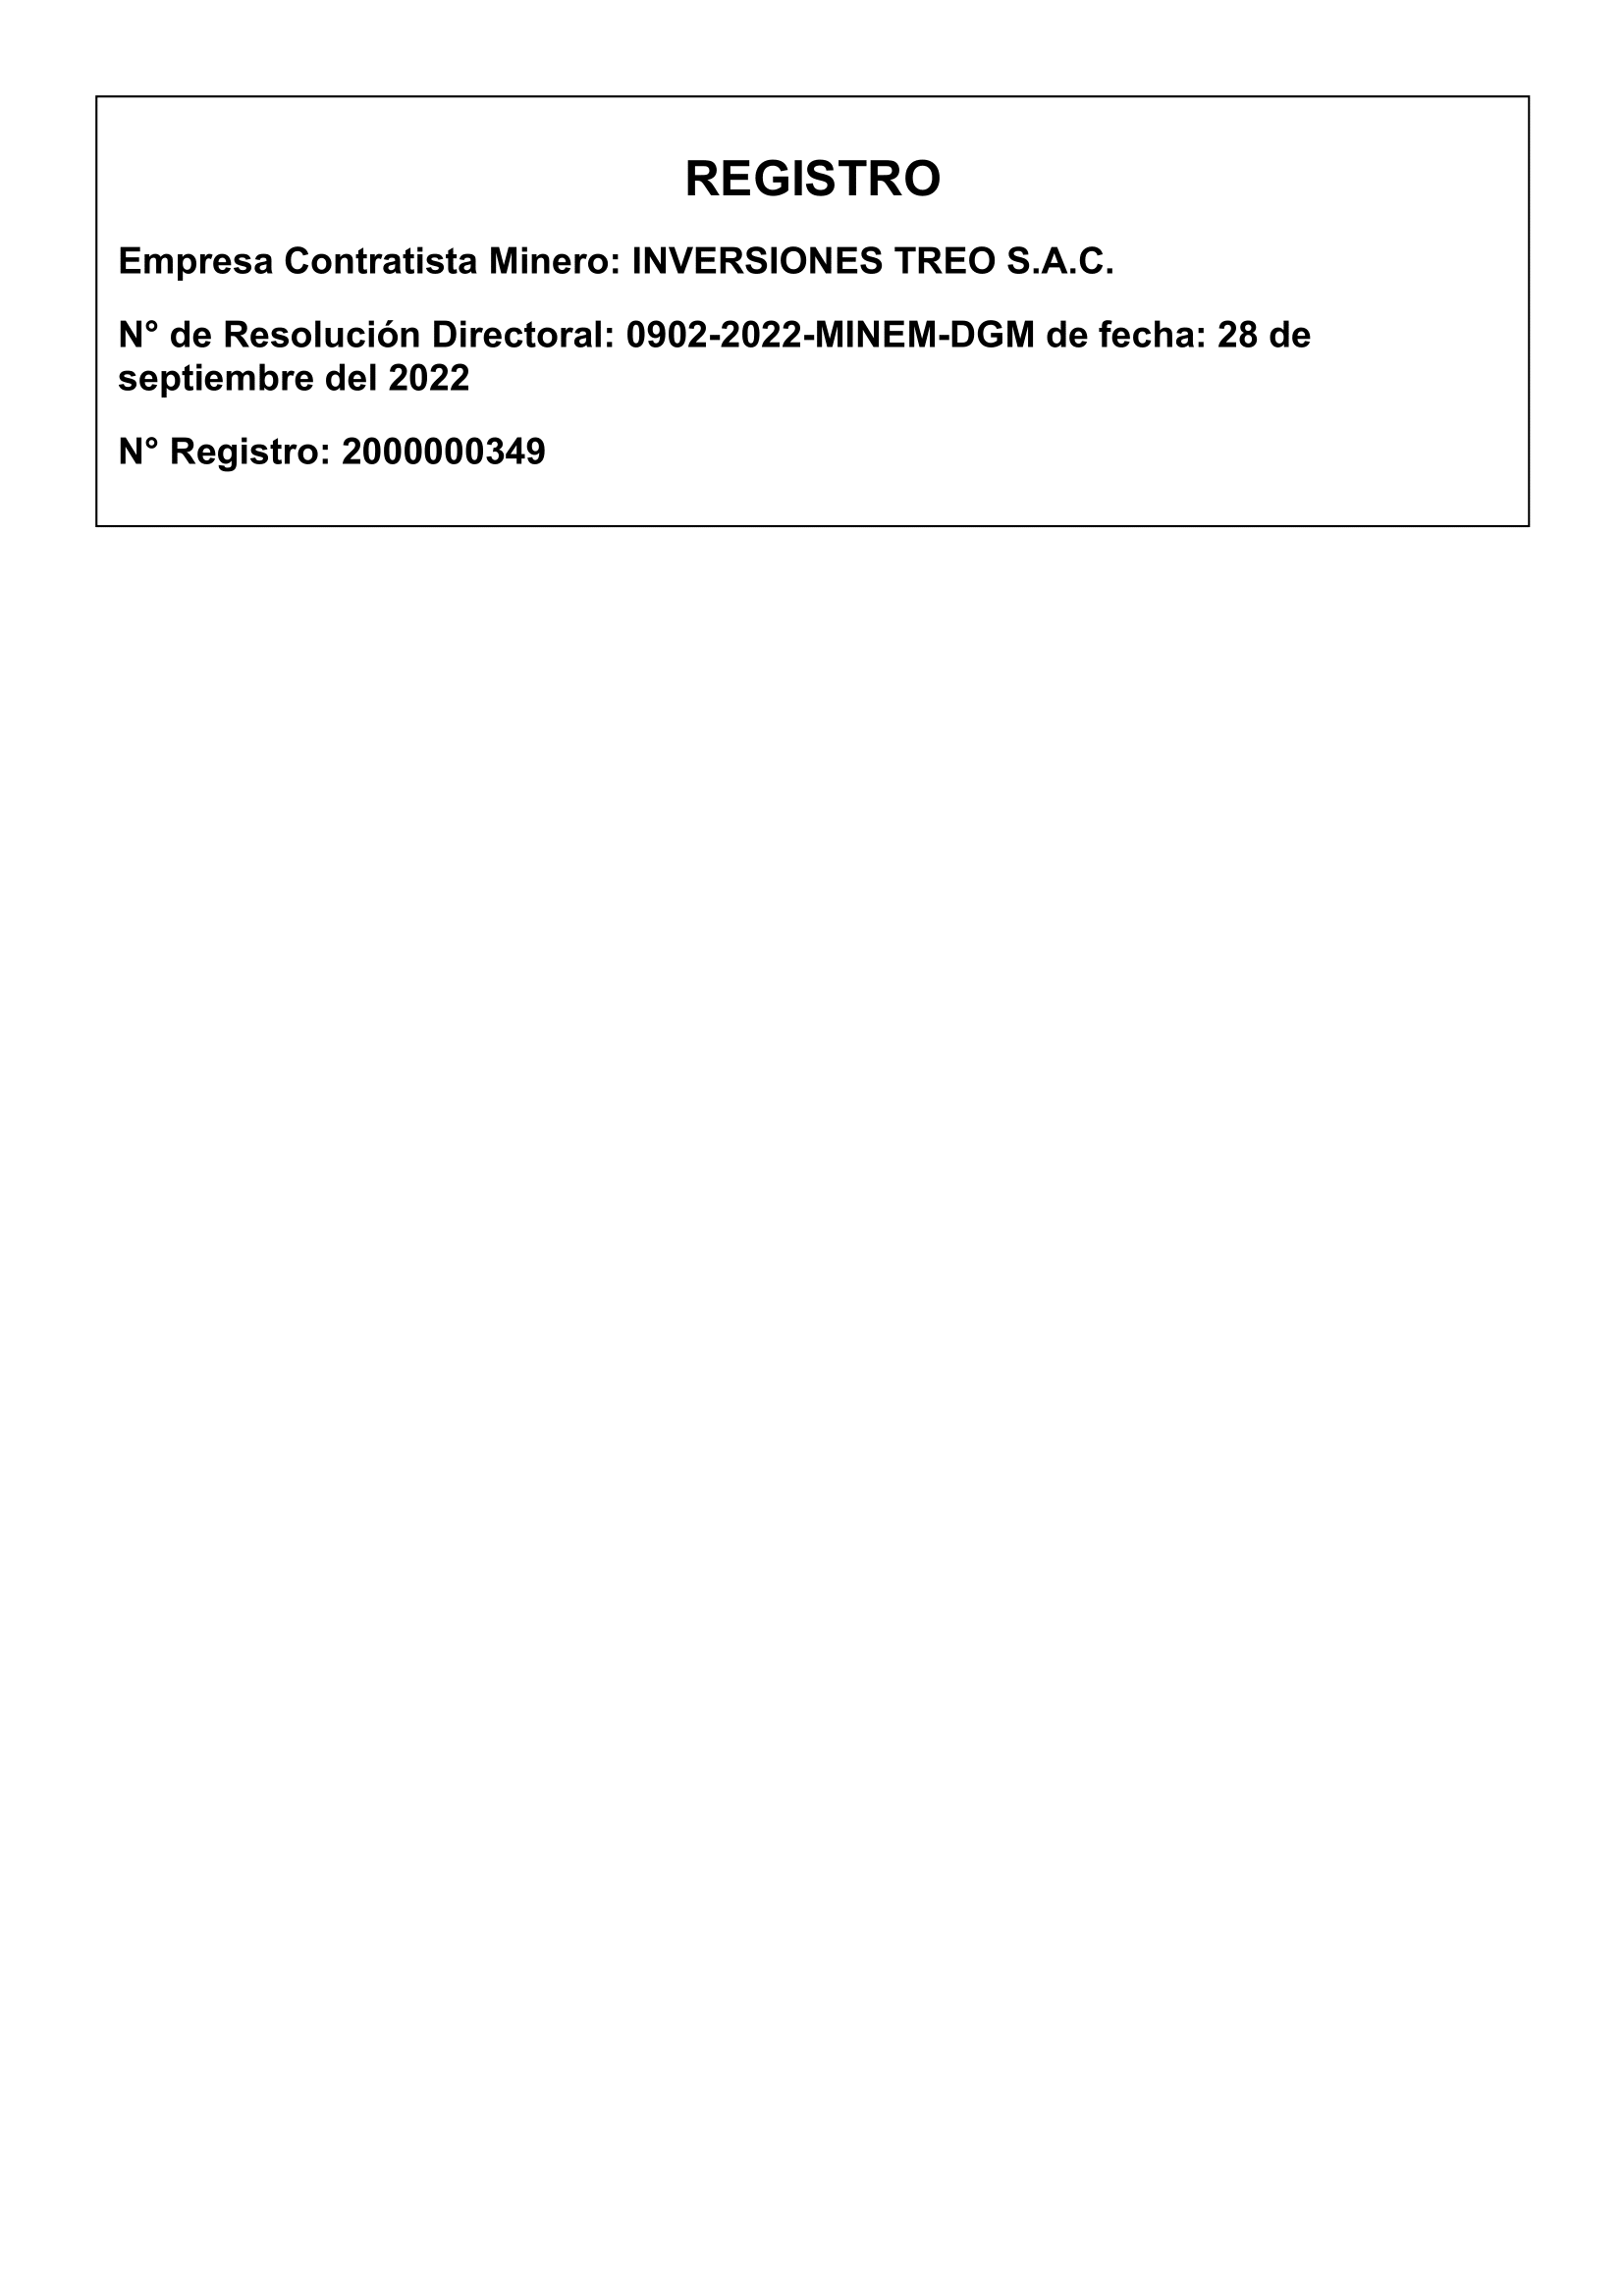 REGISTRO
Empresa Contratista Minero: INVERSIONES TREO S.A.C.
N° de Resolución Directoral: 0902-2022-MINEM-DGM de fecha: 28 de
septiembre del 2022
N° Registro: 2000000349